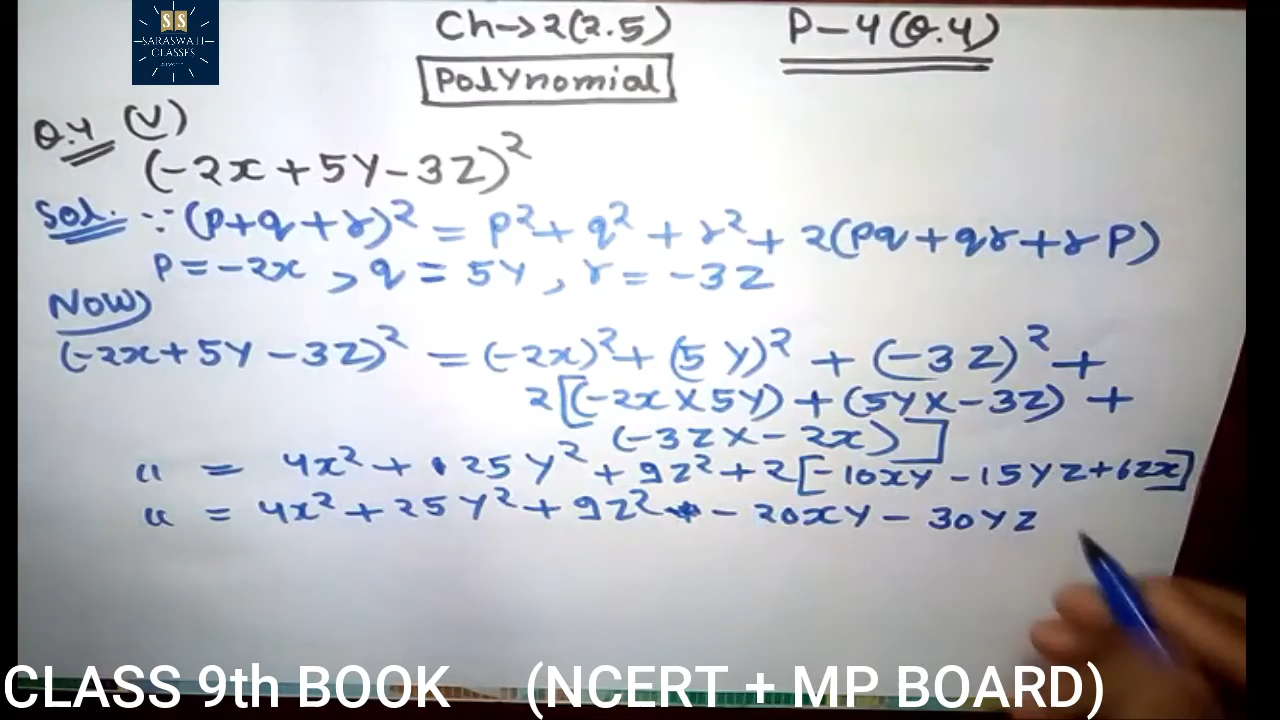 SS
SARASWATI
CLASSES
Ch→2(2.5)
P-4(Q.4)
Polynomial
Q.4 (V)
(-2x+5y-3z)²
Sol. ∵(p+q+r)² = p²+q²+r²+2(pq+qr+rp)
p=-2x, q=5y, r=-3z
Now,
(-2x+5y-3z)² = (-2x)²+(5y)²+(-3z)²+
2[(-2x×5y)+(5y×-3z)+
(-3z×-2x)]
〃 = 4x²+25y²+9z²+2[-10xy-15yz+6zx]
〃 = 4x²+25y²+9z²-20xy-30yz
CLASS 9th BOOK (NCERT + MP BOARD)